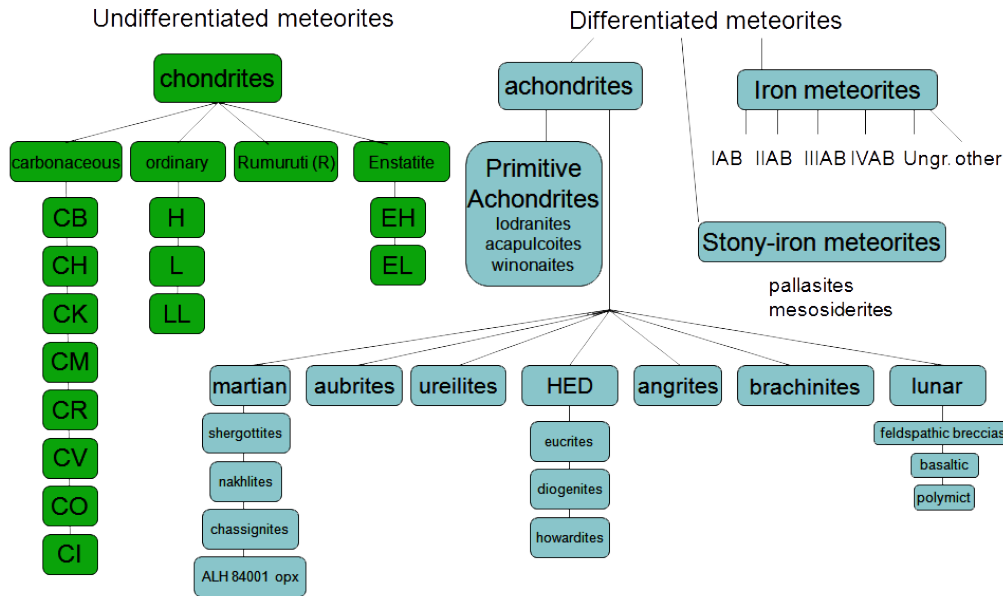 Undifferentiated meteorites
Differentiated meteorites
chondrites
achondrites
Iron meteorites
carbonaceous
ordinary
Rumuruti (R)
Enstatite
IAB
IIAB
IIIAB
IVAB
Ungr.
other
Primitive
Achondrites
lodranites
acapulcoites
winonaites
CB
CH
CK
CM
CR
CV
CO
CI
H
L
LL
EH
EL
Stony-iron meteorites
pallasites
mesosiderites
martian
aubrites
ureilites
HED
angrites
brachinites
lunar
shergottites
nakhlites
chassignites
ALH 84001 opx
eucrites
diogenites
howardites
feldspathic breccias
basaltic
polymict